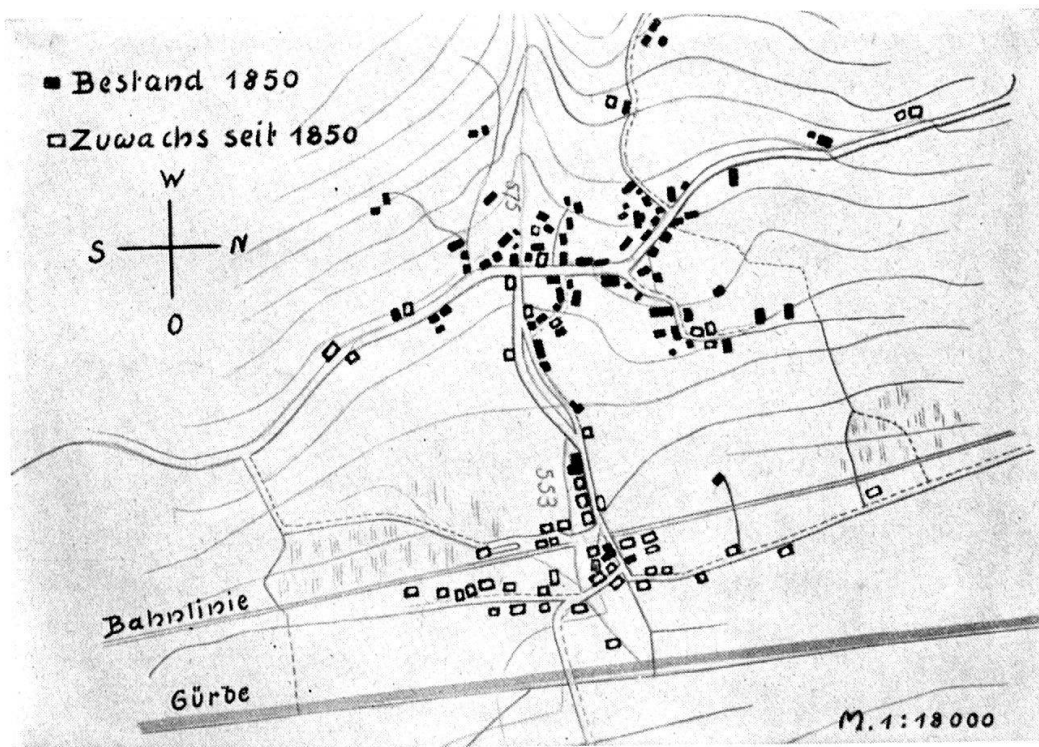 Bestand 1850
Zuwachs seit 1850
W
S N
O
575
553
Bahnlinie
Gürbe
M. 1:18000